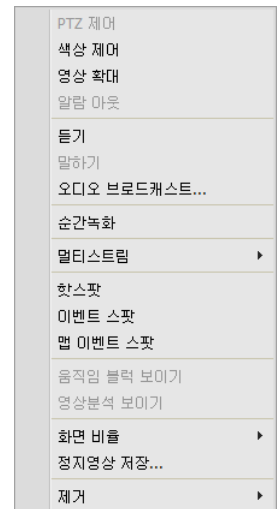 PTZ 제어
색상 제어
영상 확대
알람 아웃
듣기
말하기
오디오 브로드캐스트...
순간녹화
멀티스트림
핫스팟
이벤트 스팟
맵 이벤트 스팟
움직임 블럭 보이기
영상분석 보이기
화면 비율
정지영상 저장...
제거